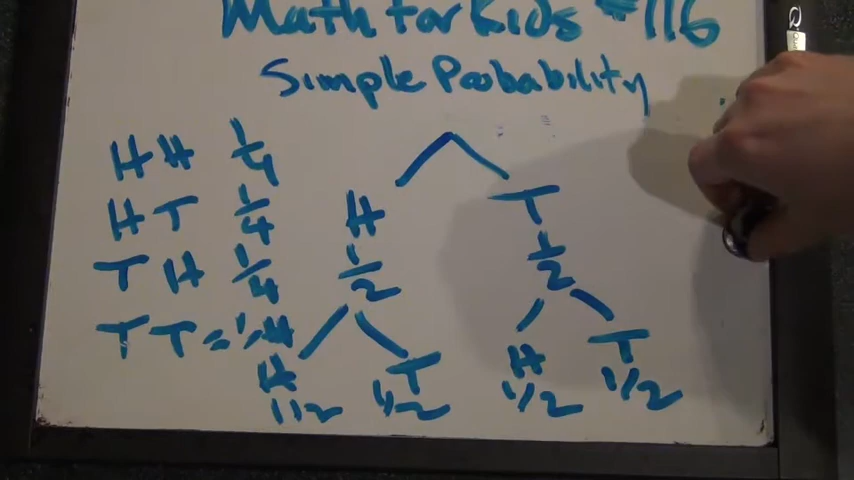 Math for Kids #116
Simple Probability
HH 1/4
HT 1/4
TH 1/4
TT = 1/4
H T
1/2 1/2
H T H T
1/2 1/2 1/2 1/2